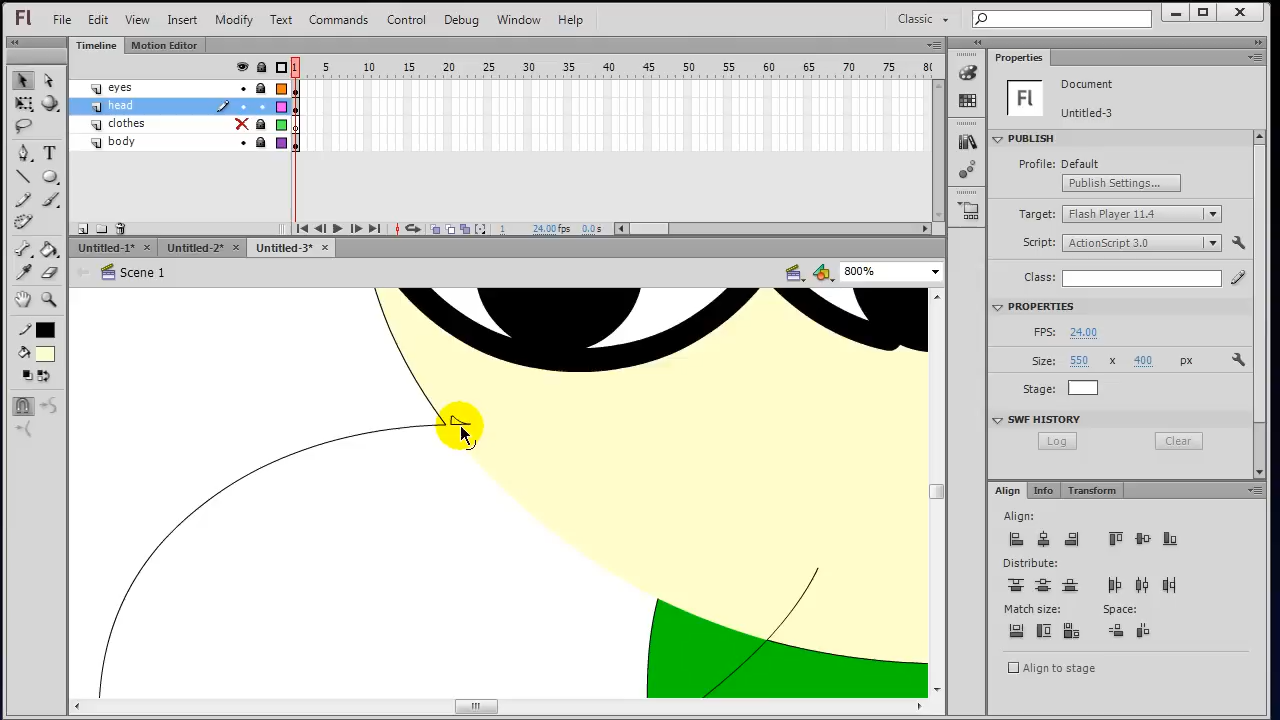 Fl File Edit View Insert Modify Text Commands Control Debug Window Help Classic
Timeline Motion Editor
1 5 10 15 20 25 30 35 40 45 50 55 60 65 70 75 80
eyes
head
clothes
body
1 24.00 fps 0.0 s
Untitled-1* × Untitled-2* × Untitled-3* ×
Scene 1 800%
T
Properties
Fl Document
Untitled-3
PUBLISH
Profile: Default
Publish Settings...
Target: Flash Player 11.4
Script: ActionScript 3.0
Class:
PROPERTIES
FPS: 24.00
Size: 550 x 400 px
Stage:
SWF HISTORY
Log Clear
Align Info Transform
Align:
Distribute:
Match size: Space:
Align to stage